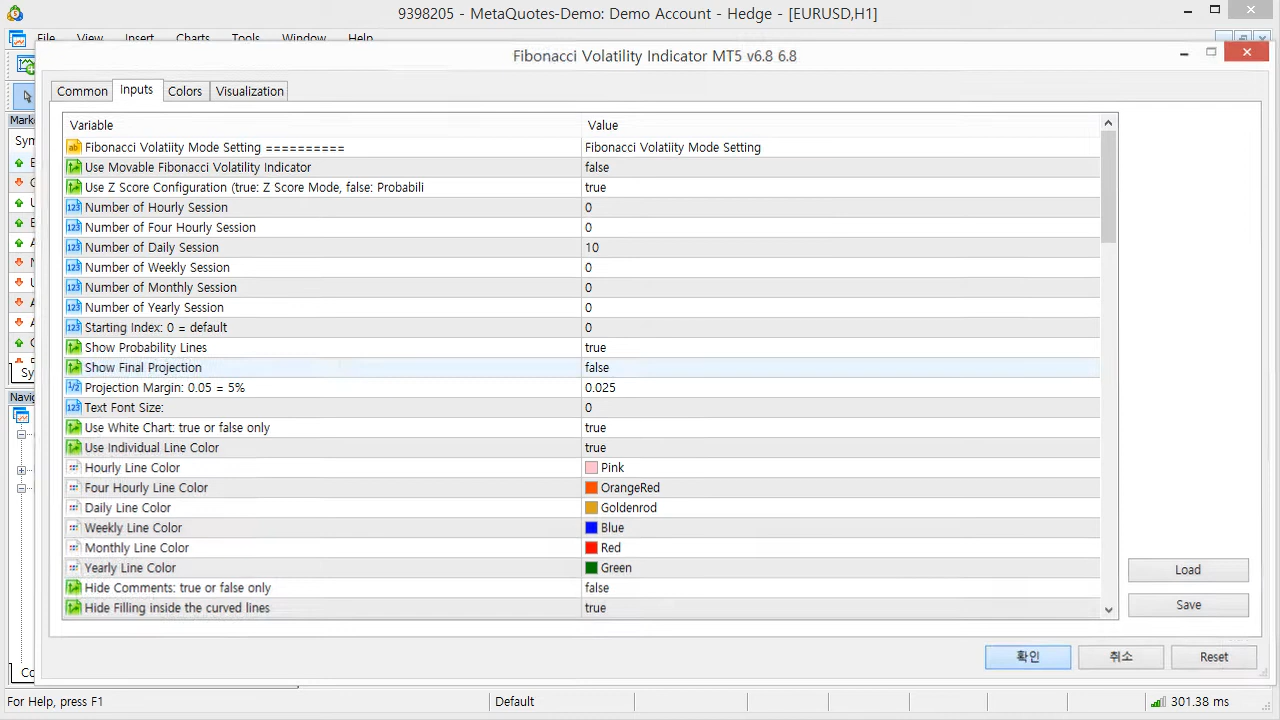 9398205 - MetaQuotes-Demo: Demo Account - Hedge - [EURUSD,H1]
File View Insert Charts Tools Window Help
Fibonacci Volatility Indicator MT5 v6.8 6.8
Common Inputs Colors Visualization
Variable Value
Fibonacci Volatiity Mode Setting ========== Fibonacci Volatiity Mode Setting
Use Movable Fibonacci Volatility Indicator false
Use Z Score Configuration (true: Z Score Mode, false: Probabili true
Number of Hourly Session 0
Number of Four Hourly Session 0
Number of Daily Session 10
Number of Weekly Session 0
Number of Monthly Session 0
Number of Yearly Session 0
Starting Index: 0 = default 0
Show Probability Lines true
Show Final Projection false
Projection Margin: 0.05 = 5% 0.025
Text Font Size: 0
Use White Chart: true or false only true
Use Individual Line Color true
Hourly Line Color Pink
Four Hourly Line Color OrangeRed
Daily Line Color Goldenrod
Weekly Line Color Blue
Monthly Line Color Red
Yearly Line Color Green
Hide Comments: true or false only false
Hide Filling inside the curved lines true
Load
Save
확인 취소 Reset
For Help, press F1 Default 301.38 ms